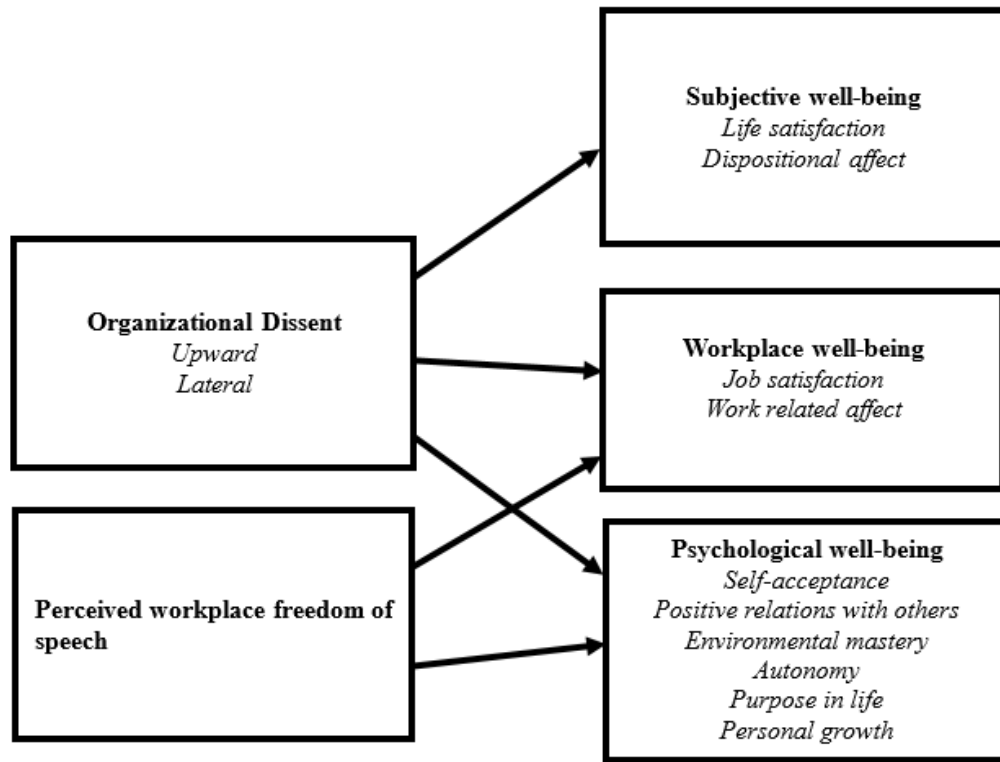 Subjective well-being
Life satisfaction
Dispositional affect
Organizational Dissent
Upward
Lateral
Workplace well-being
Job satisfaction
Work related affect
Perceived workplace freedom of
speech
Psychological well-being
Self-acceptance
Positive relations with others
Environmental mastery
Autonomy
Purpose in life
Personal growth